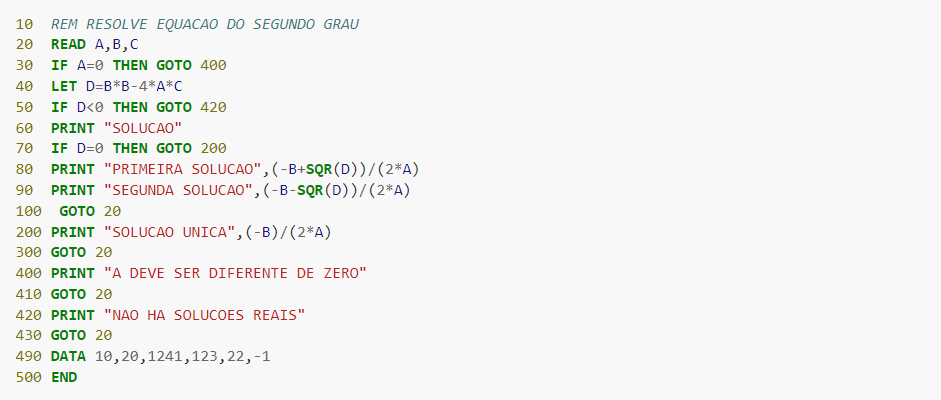 10 REM RESOLVE EQUACAO DO SEGUNDO GRAU
20 READ A,B,C
30 IF A=0 THEN GOTO 400
40 LET D=B*B-4*A*C
50 IF D<0 THEN GOTO 420
60 PRINT "SOLUCAO"
70 IF D=0 THEN GOTO 200
80 PRINT "PRIMEIRA SOLUCAO",(-B+SQR(D))/(2*A)
90 PRINT "SEGUNDA SOLUCAO",(-B-SQR(D))/(2*A)
100 GOTO 20
200 PRINT "SOLUCAO UNICA",(-B)/(2*A)
300 GOTO 20
400 PRINT "A DEVE SER DIFERENTE DE ZERO"
410 GOTO 20
420 PRINT "NAO HA SOLUCOES REAIS"
430 GOTO 20
490 DATA 10,20,1241,123,22,-1
500 END